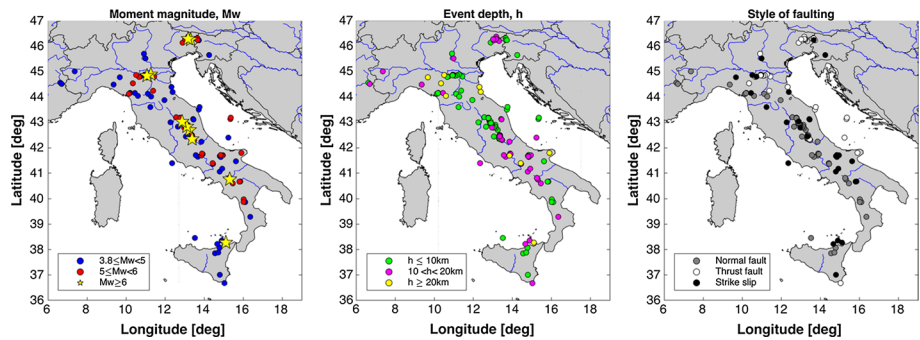 Moment magnitude, Mw
47
46
45
44
43
42
41
40
39
38
37
36
Latitude [deg]
3.8≤Mw<5
5≤Mw<6
Mw≥6
6 8 10 12 14 16 18
Longitude [deg]
Event depth, h
47
46
45
44
43
42
41
40
39
38
37
36
Latitude [deg]
h ≤ 10km
10 <h< 20km
h ≥ 20km
6 8 10 12 14 16 18
Longitude [deg]
Style of faulting
47
46
45
44
43
42
41
40
39
38
37
36
Latitude [deg]
Normal fault
Thrust fault
Strike slip
6 8 10 12 14 16 18
Longitude [deg]